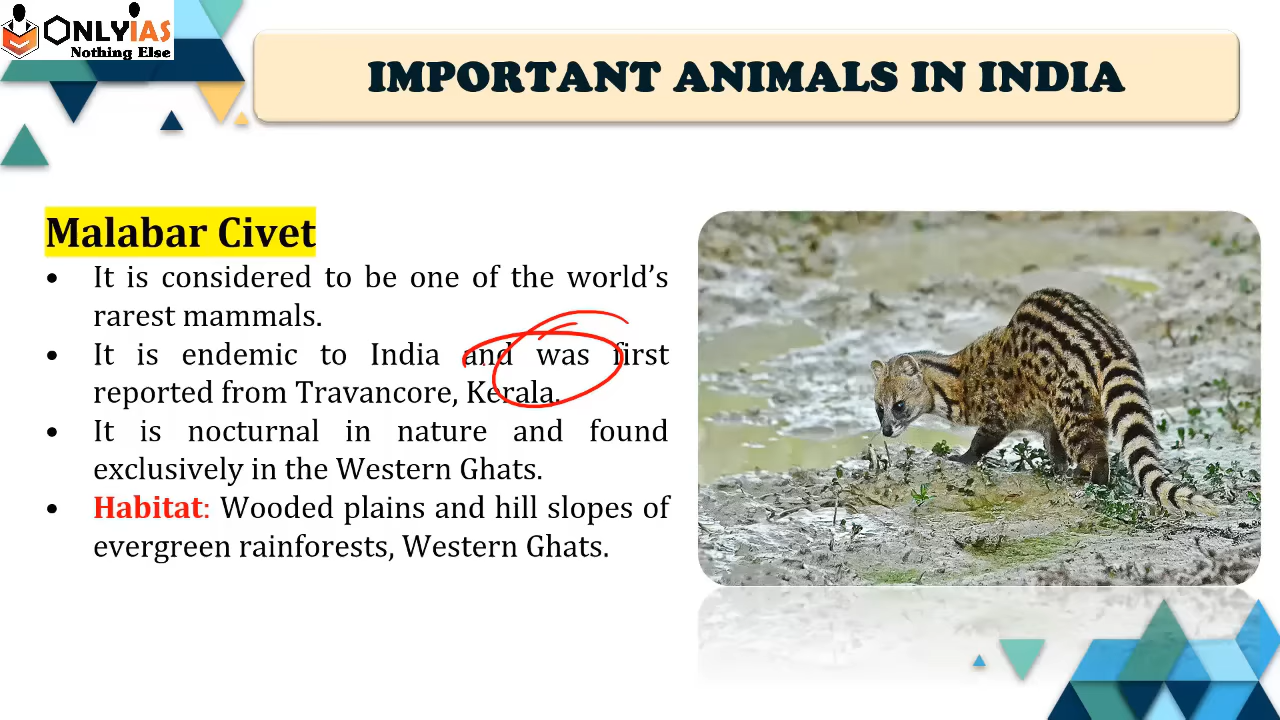 ONLYIAS
Nothing Else
IMPORTANT ANIMALS IN INDIA
Malabar Civet
• It is considered to be one of the world’s
rarest mammals.
• It is endemic to India and was first
reported from Travancore, Kerala.
• It is nocturnal in nature and found
exclusively in the Western Ghats.
• Habitat: Wooded plains and hill slopes of
evergreen rainforests, Western Ghats.